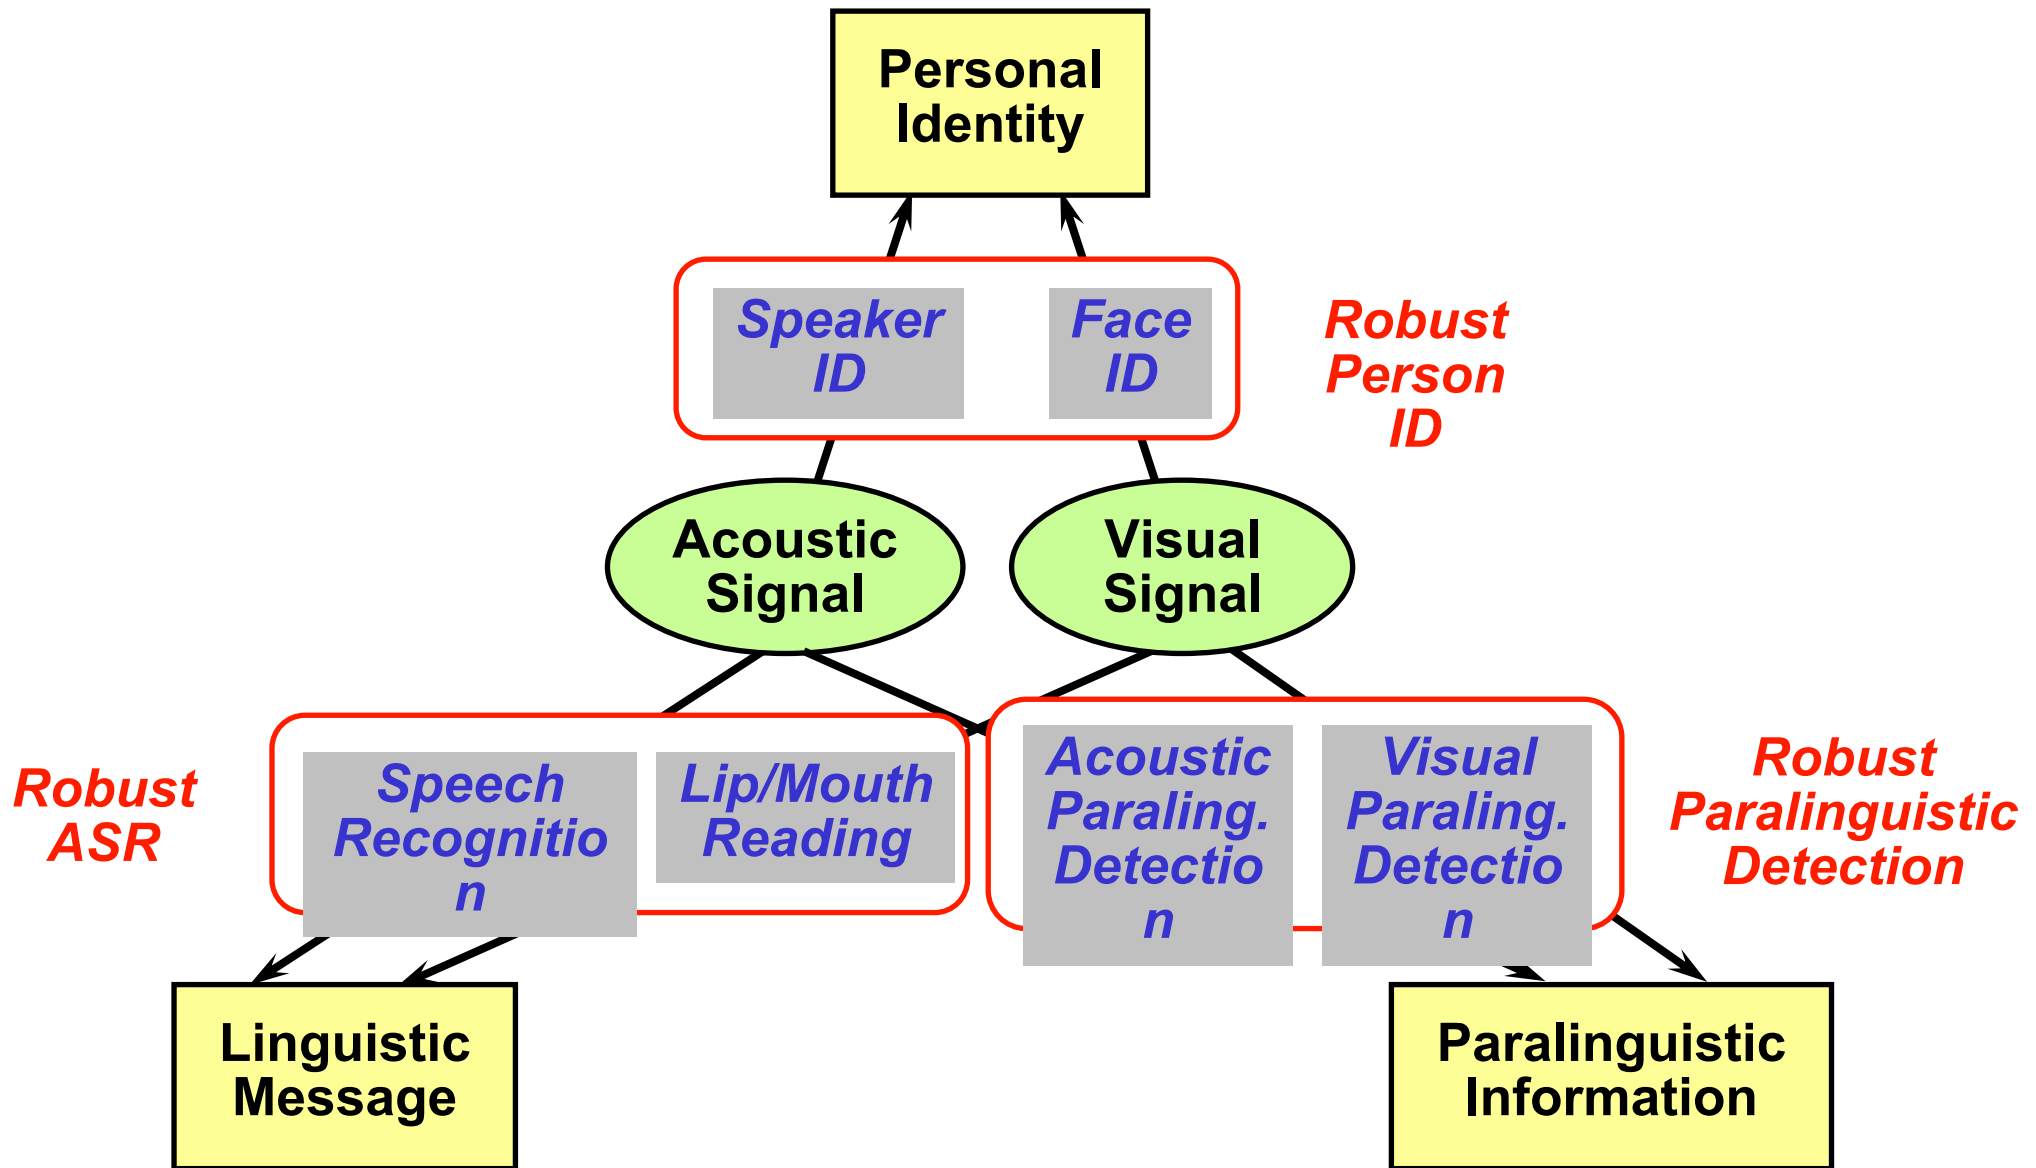 Personal
Identity
Speaker
ID
Face
ID
Robust
Person
ID
Acoustic
Signal
Visual
Signal
Robust
ASR
Speech
Recognitio
n
Lip/Mouth
Reading
Acoustic
Paraling.
Detectio
n
Visual
Paraling.
Detectio
n
Robust
Paralinguistic
Detection
Linguistic
Message
Paralinguistic
Information